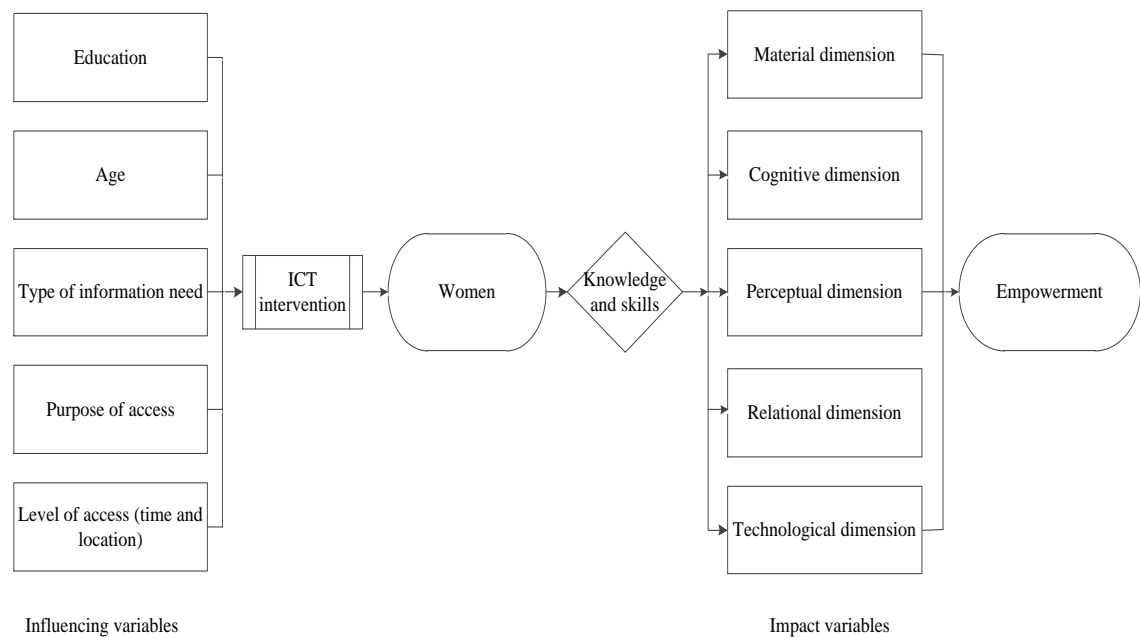 Education
Age
Type of information need
Purpose of access
Level of access (time and
location)
Influencing variables
ICT
intervention
Women
Knowledge
and skills
Material dimension
Cognitive dimension
Perceptual dimension
Relational dimension
Technological dimension
Impact variables
Empowerment